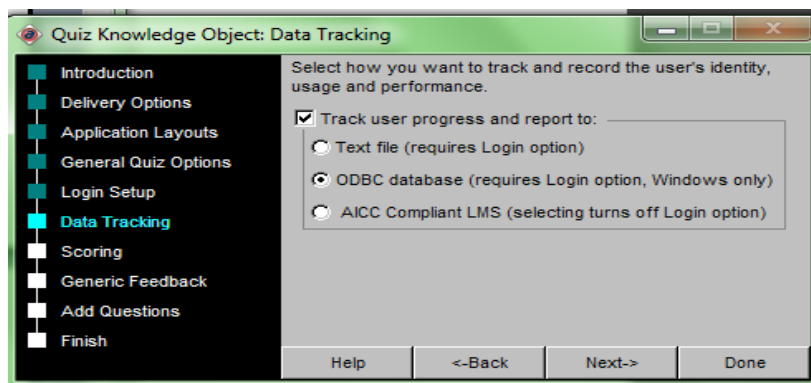 Quiz Knowledge Object: Data Tracking
Introduction
Delivery Options
Application Layouts
General Quiz Options
Login Setup
Data Tracking
Scoring
Generic Feedback
Add Questions
Finish
Select how you want to track and record the user's identity,
usage and performance.
Track user progress and report to:
Text file (requires Login option)
ODBC database (requires Login option, Windows only)
AICC Compliant LMS (selecting turns off Login option)
Help <-Back Next-> Done